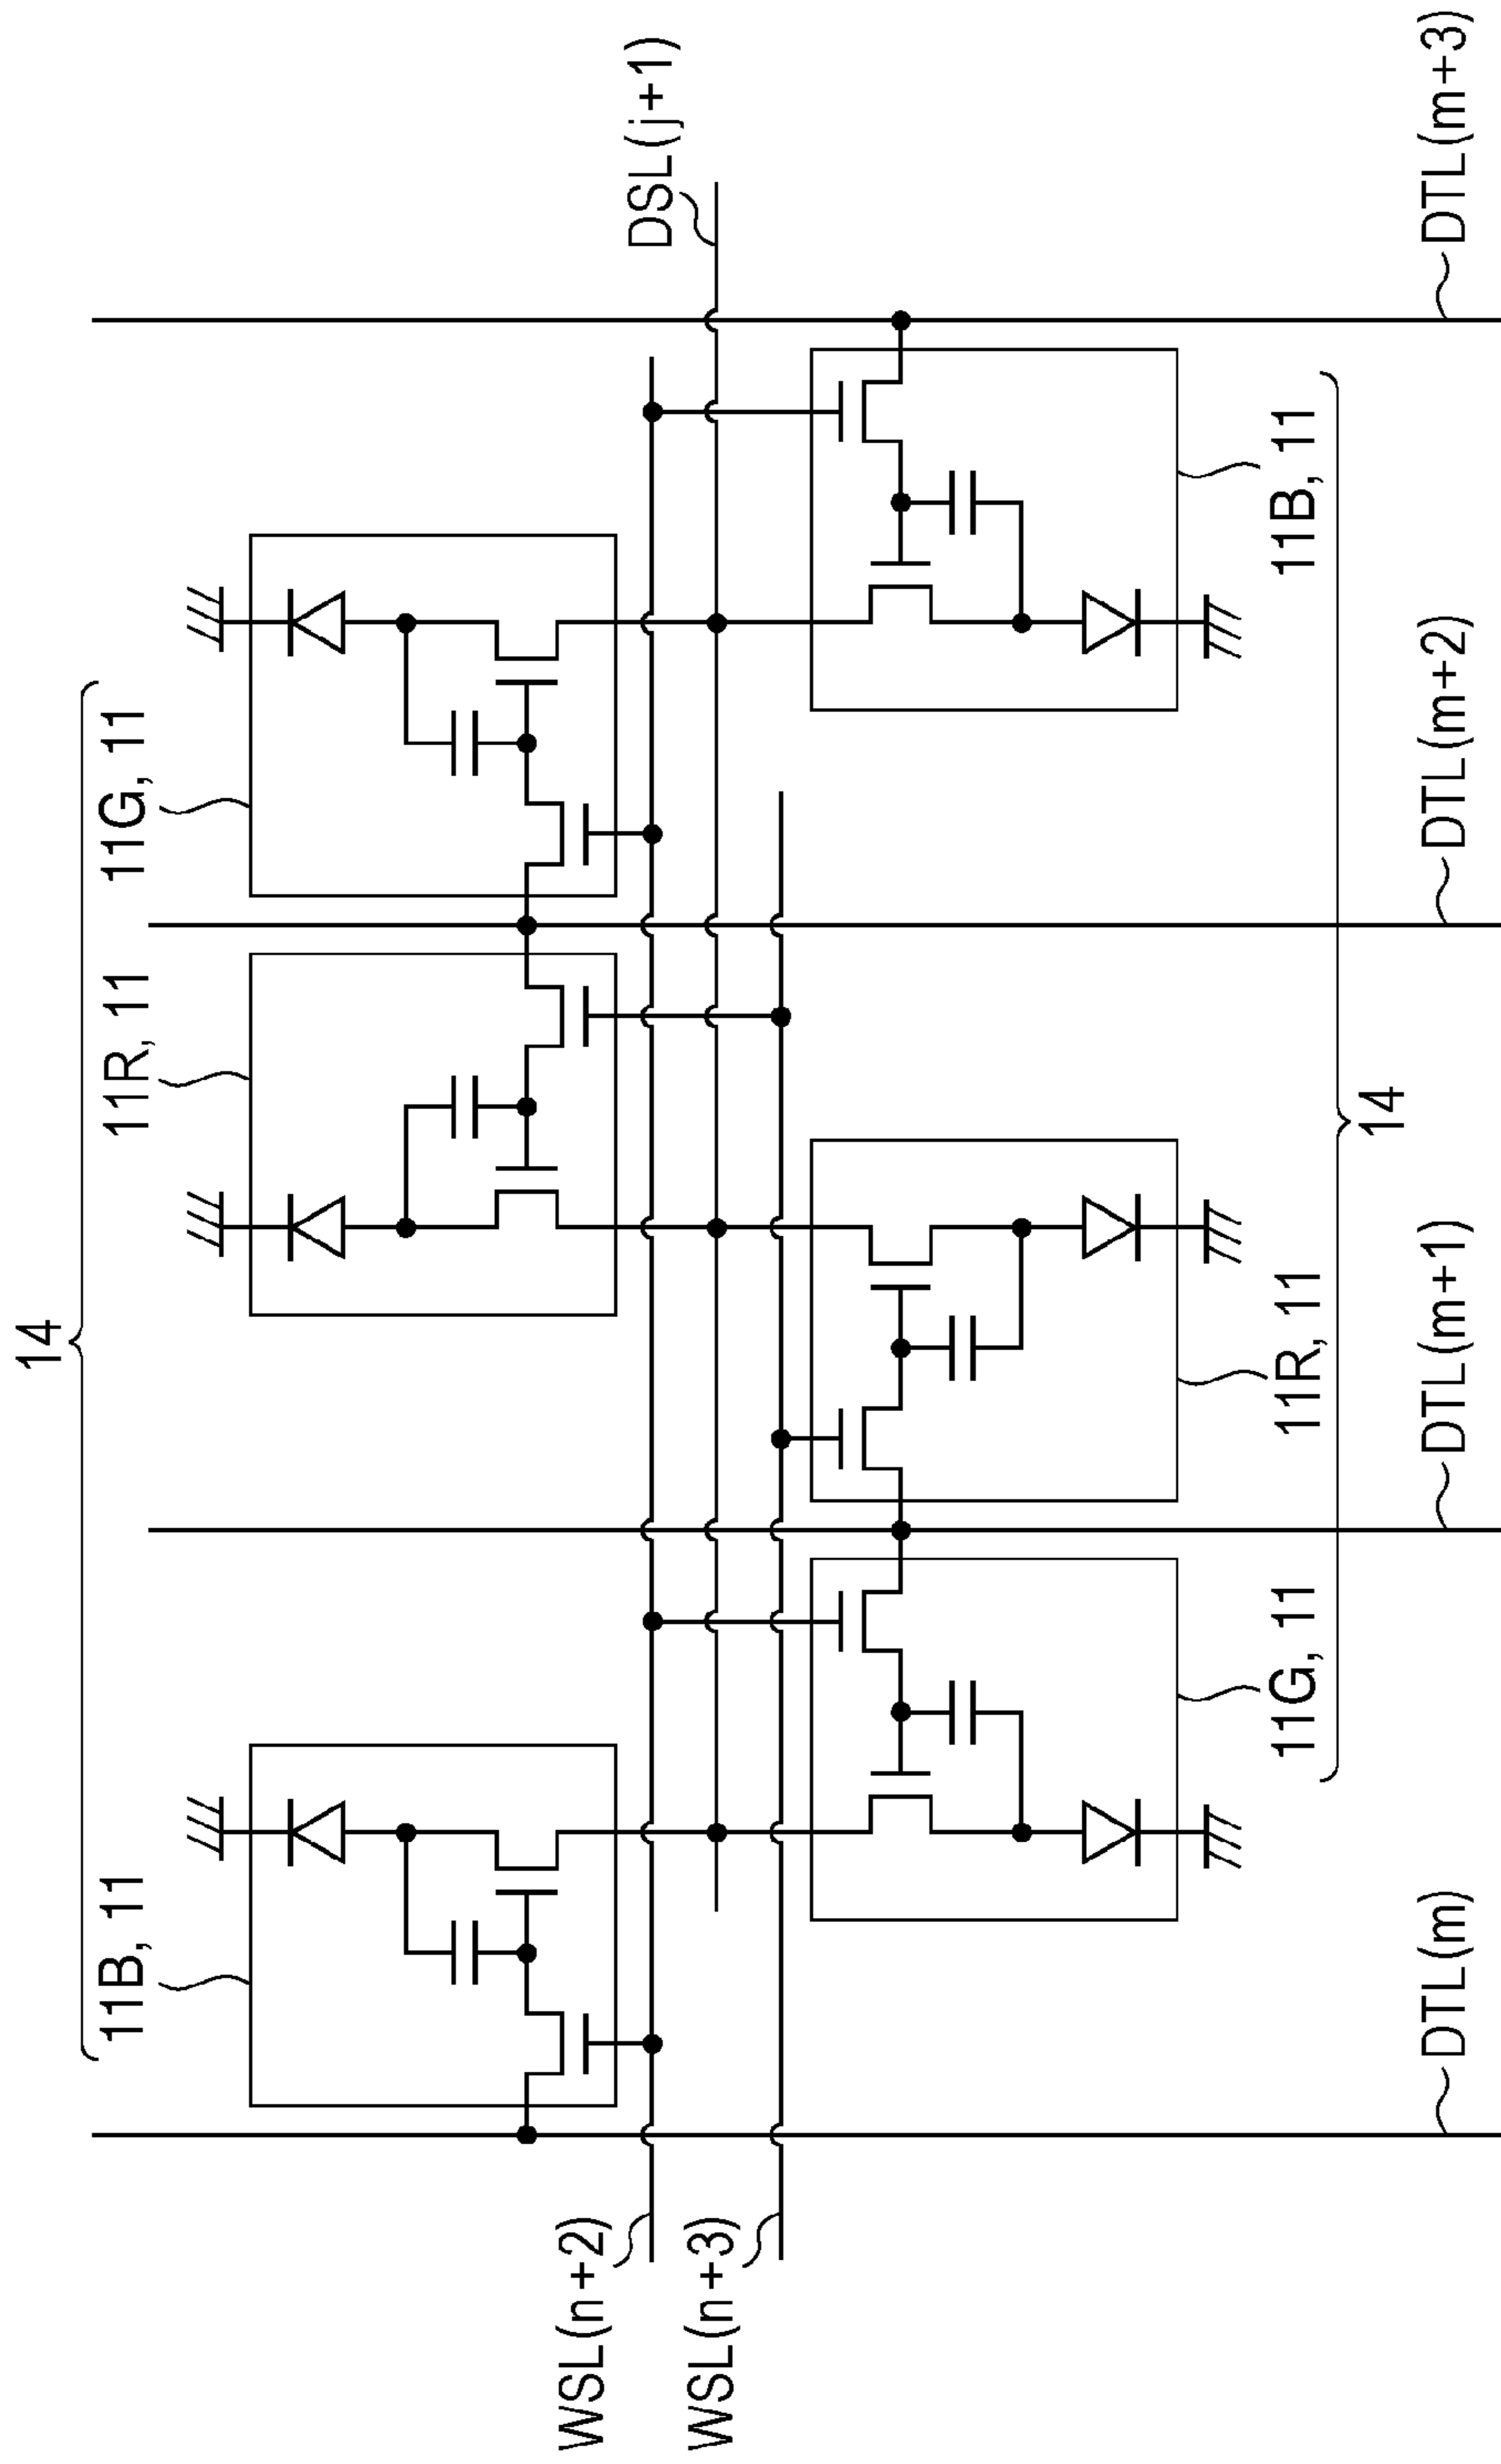 14
11B, 11
11R, 11
11G, 11
DSL(j+1)
WSL(n+2)
WSL(n+3)
11G, 11
11R, 11
11B, 11
14
DTL(m)
DTL(m+1)
DTL(m+2)
DTL(m+3)